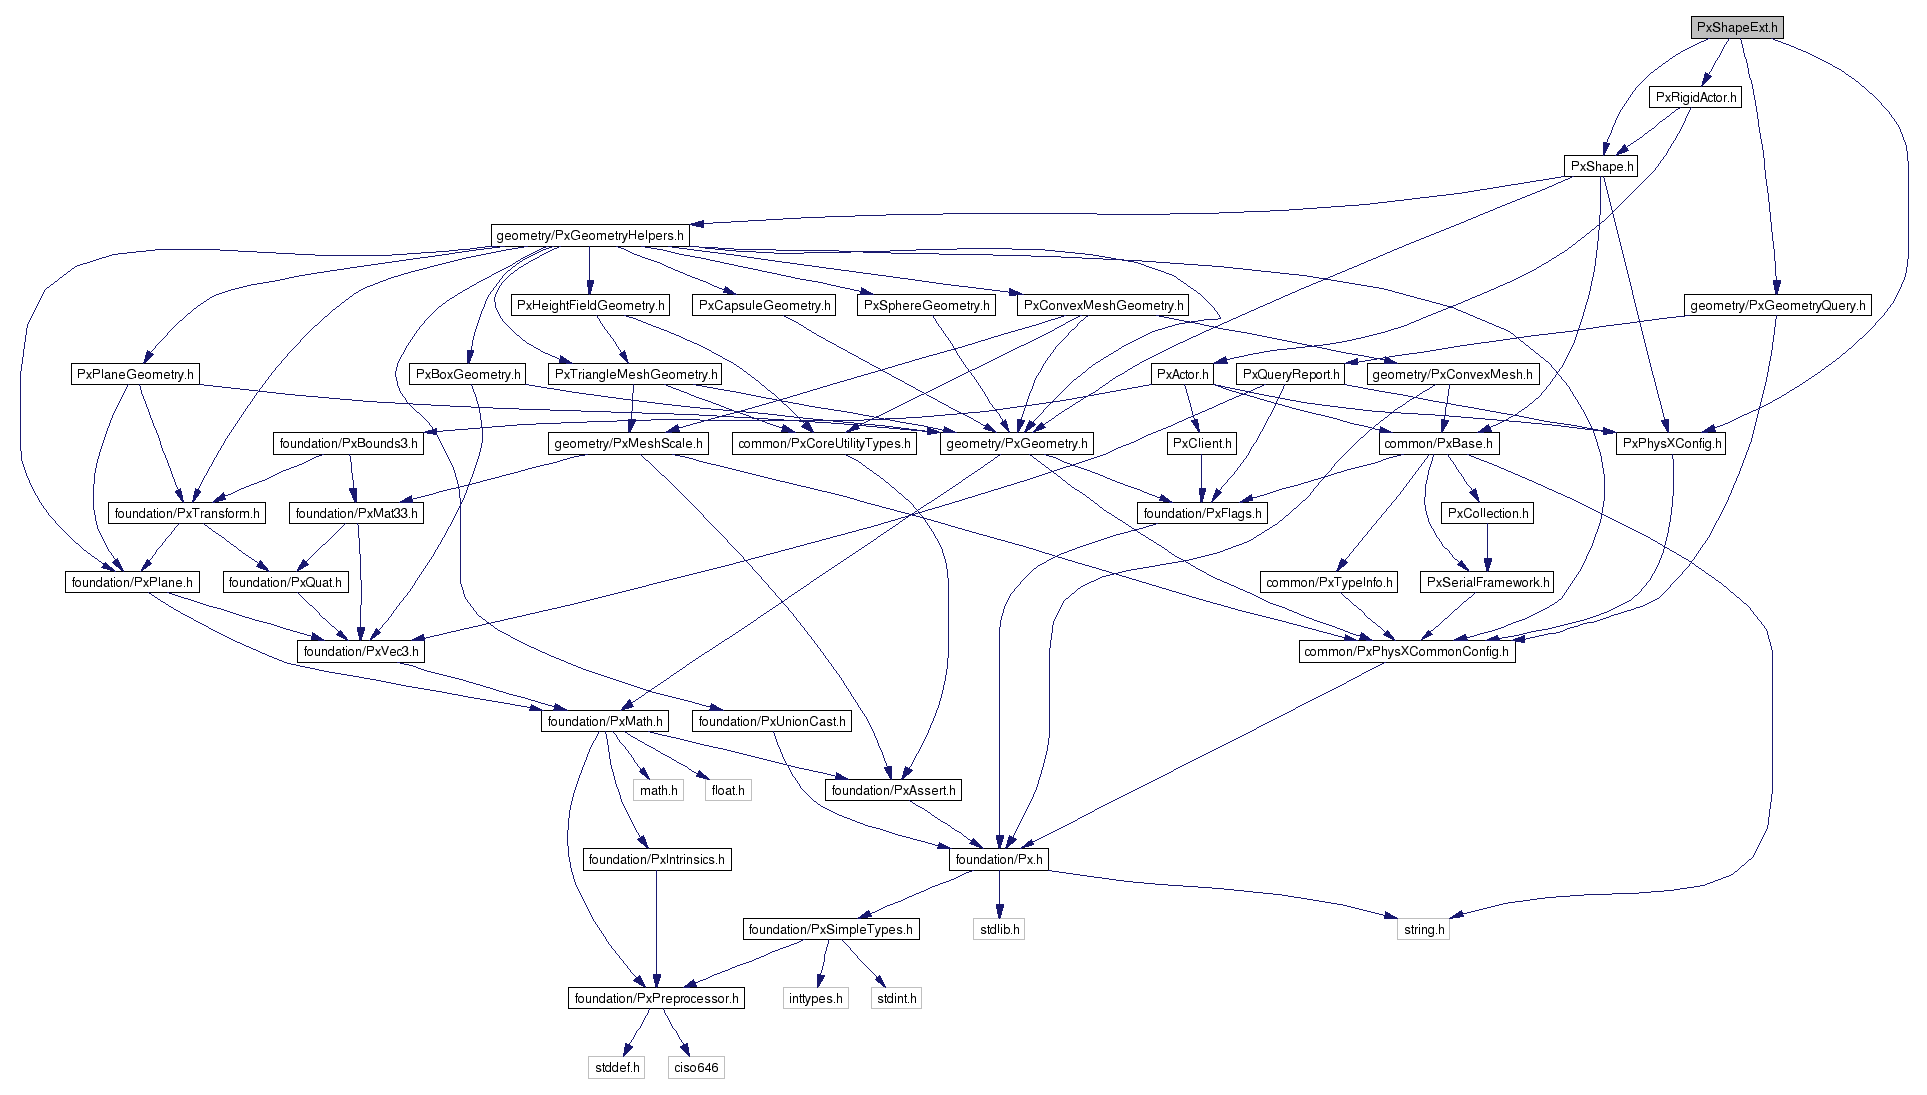 PxShapeExt.h
PxRigidActor.h
PxShape.h
geometry/PxGeometryHelpers.h
PxHeightFieldGeometry.h
PxCapsuleGeometry.h
PxSphereGeometry.h
PxConvexMeshGeometry.h
geometry/PxGeometryQuery.h
PxPlaneGeometry.h
PxBoxGeometry.h
PxTriangleMeshGeometry.h
PxActor.h
PxQueryReport.h
geometry/PxConvexMesh.h
foundation/PxBounds3.h
geometry/PxMeshScale.h
common/PxCoreUtilityTypes.h
geometry/PxGeometry.h
PxClient.h
common/PxBase.h
PxPhysXConfig.h
foundation/PxTransform.h
foundation/PxMat33.h
foundation/PxFlags.h
PxCollection.h
foundation/PxPlane.h
foundation/PxQuat.h
common/PxTypeInfo.h
PxSerialFramework.h
foundation/PxVec3.h
common/PxPhysXCommonConfig.h
foundation/PxMath.h
foundation/PxUnionCast.h
math.h
float.h
foundation/PxAssert.h
foundation/PxIntrinsics.h
foundation/Px.h
foundation/PxSimpleTypes.h
stdlib.h
string.h
foundation/PxPreprocessor.h
inttypes.h
stdint.h
stddef.h
ciso646